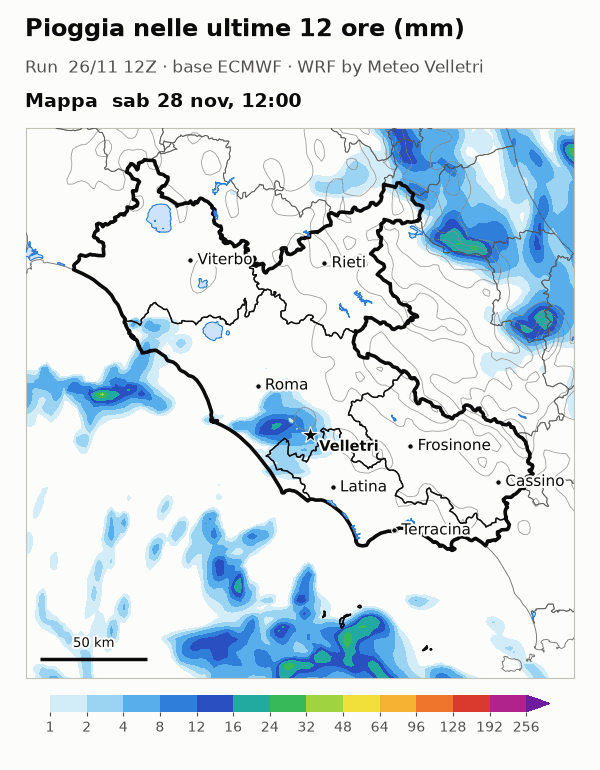 Pioggia nelle ultime 12 ore (mm)
Run  26/11 12Z · base ECMWF · WRF by Meteo Velletri
Mappa  sab 28 nov, 12:00
Viterbo
Rieti
Roma
Velletri
Frosinone
Cassino
Latina
Terracina
50 km
1 2 4 8 12 16 24 32 48 64 96 128 192 256